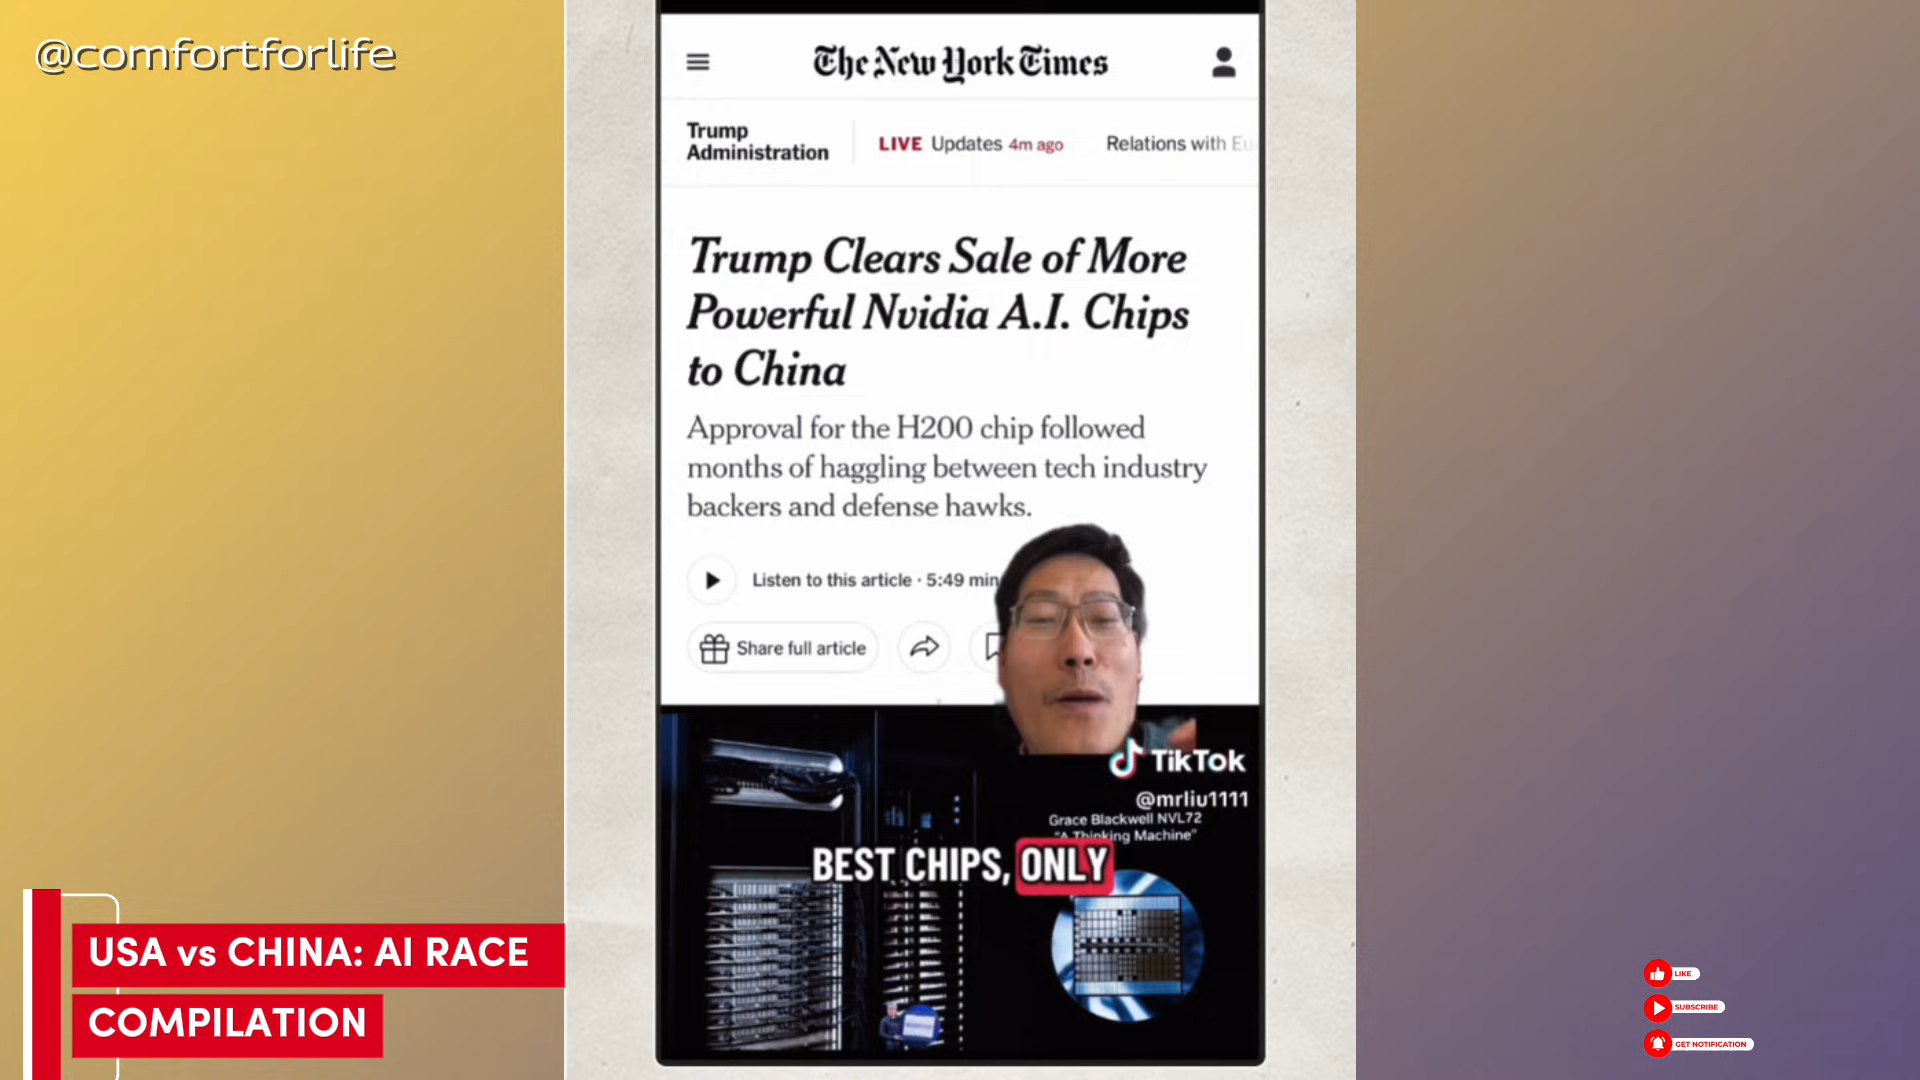 @comfortforlife
The New York Times
Trump
Administration
LIVE Updates 4m ago
Relations with Eu
Trump Clears Sale of More
Powerful Nvidia A.I. Chips
to China
Approval for the H200 chip followed
months of haggling between tech industry
backers and defense hawks.
Listen to this article · 5:49 min
Share full article
TikTok
@mrliu1111
Grace Blackwell NVL72
"A Thinking Machine"
BEST CHIPS, ONLY
USA vs CHINA: AI RACE
COMPILATION
LIKE
SUBSCRIBE
GET NOTIFICATION